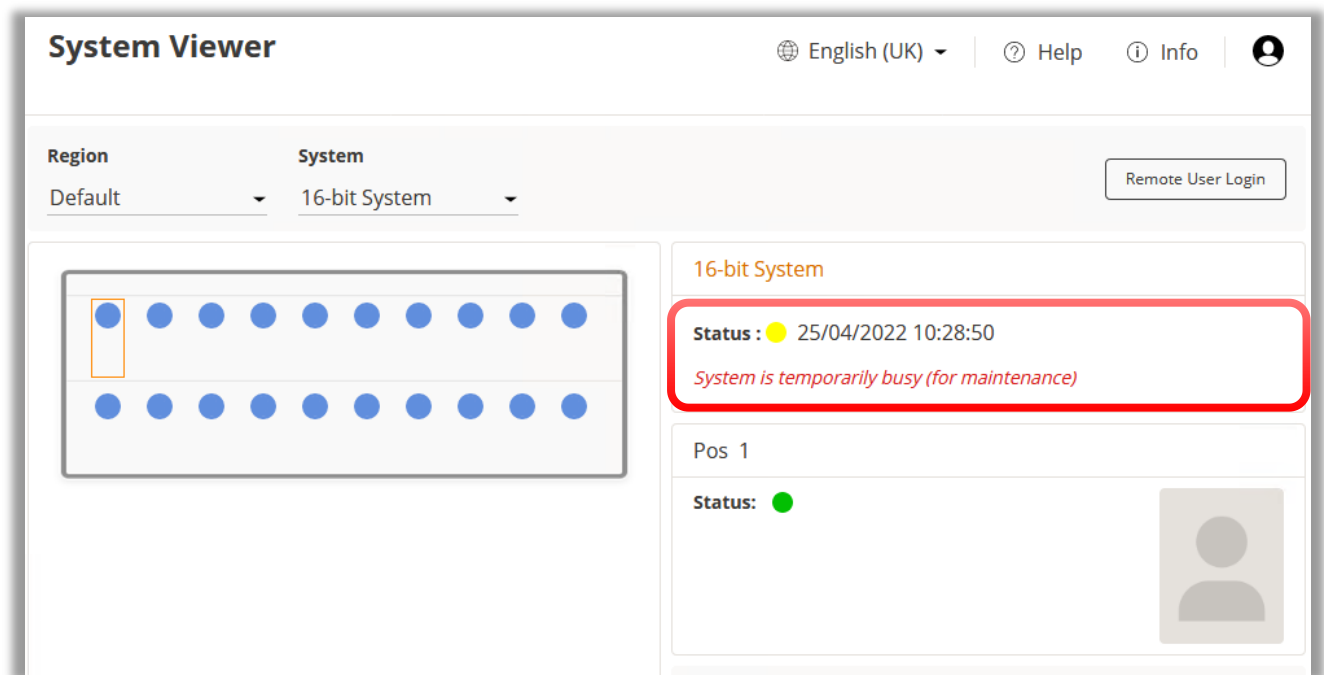 System Viewer
English (UK)
Help
Info
Region
System
Default
16-bit System
Remote User Login
16-bit System
Status : 25/04/2022 10:28:50
System is temporarily busy (for maintenance)
Pos 1
Status: